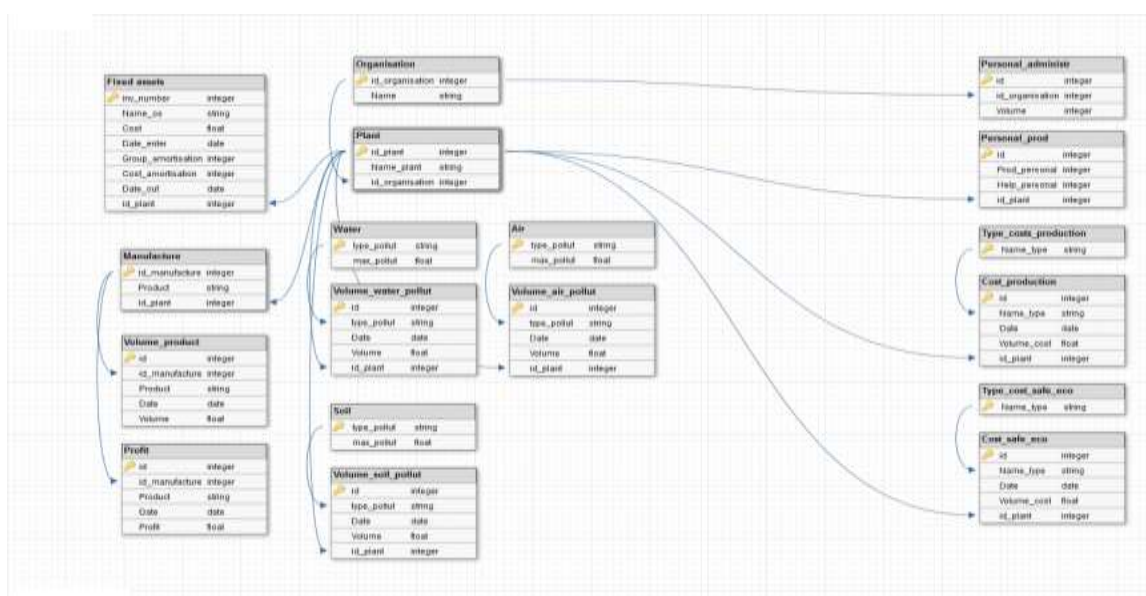 Fixed assets
inv_number integer
Name_os string
Cost float
Date_enter date
Group_amortisation integer
Cost_amortisation integer
Date_out date
id_plant integer
Manufacture
id_manufacture integer
Product string
id_plant integer
Volume_product
id integer
id_manufacture integer
Product string
Date date
Volume float
Profit
id integer
id_manufacture integer
Product string
Date date
Profit float
Organisation
id_organisation integer
Name string
Plant
id_plant integer
Name_plant string
id_organisation integer
Water
type_pollut string
max_pollut float
Volume_water_pollut
id integer
type_pollut string
Date date
Volume float
id_plant integer
Soil
type_pollut string
max_pollut float
Volume_soil_pollut
id integer
type_pollut string
Date date
Volume float
id_plant integer
Air
type_pollut string
max_pollut float
Volume_air_pollut
id integer
type_pollut string
Date date
Volume float
id_plant integer
Personal_administr
id integer
id_organisation integer
Volume integer
Personal_prod
id integer
Prod_personal integer
Help_personal integer
id_plant integer
Type_costs_production
Name_type string
Cost_production
id integer
Name_type string
Date date
Volume_cost float
id_plant integer
Type_cost_safe_eco
Name_type string
Cost_safe_eco
id integer
Name_type string
Date date
Volume_cost float
id_plant integer